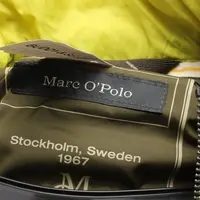 Marc O'Polo
Stockholm, Sweden
1967
M